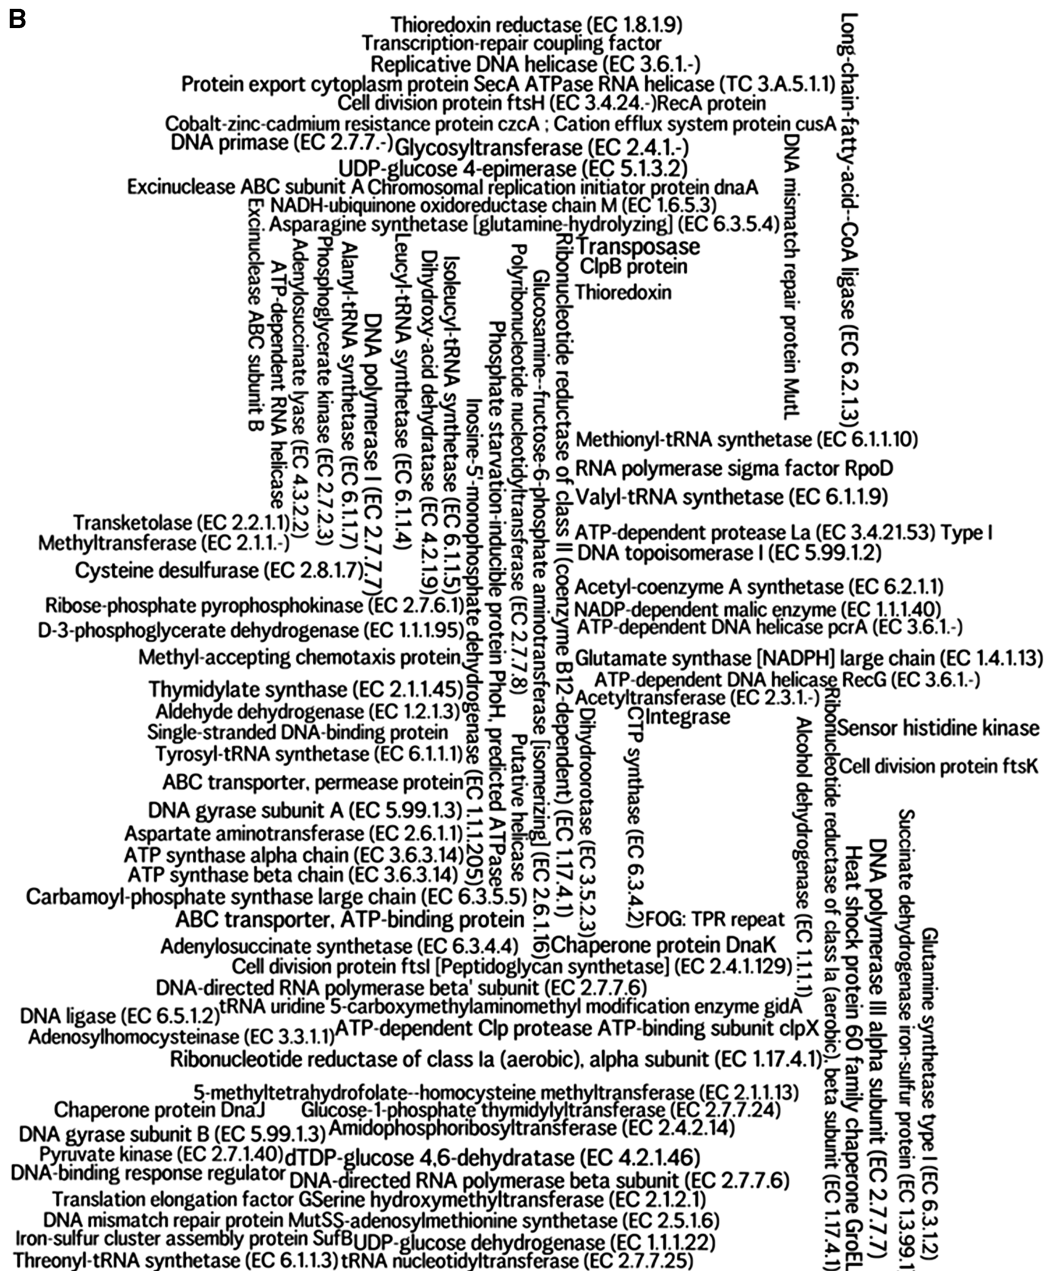 B
Thioredoxin reductase (EC 1.8.1.9)
Transcription-repair coupling factor
Replicative DNA helicase (EC 3.6.1.-)
Protein export cytoplasm protein SecA ATPase RNA helicase (TC 3.A.5.1.1)
Cell division protein ftsH (EC 3.4.24.-)
RecA protein
Cobalt-zinc-cadmium resistance protein czcA ; Cation efflux system protein cusA
DNA primase (EC 2.7.7.-)
Glycosyltransferase (EC 2.4.1.-)
UDP-glucose 4-epimerase (EC 5.1.3.2)
Excinuclease ABC subunit A
Chromosomal replication initiator protein dnaA
NADH-ubiquinone oxidoreductase chain M (EC 1.6.5.3)
Asparagine synthetase [glutamine-hydrolyzing] (EC 6.3.5.4)
Long-chain-fatty-acid--CoA ligase (EC 6.2.1.3)
DNA mismatch repair protein MutL
Transposase
ClpB protein
Thioredoxin
Excinuclease ABC subunit B
ATP-dependent RNA helicase
Adenylosuccinate lyase (EC 4.3.2.2)
Phosphoglycerate kinase (EC 2.7.2.3)
Alanyl-tRNA synthetase (EC 6.1.1.7)
DNA polymerase I (EC 2.7.7.7)
Leucyl-tRNA synthetase (EC 6.1.1.4)
Dihydroxy-acid dehydratase (EC 4.2.1.9)
Isoleucyl-tRNA synthetase (EC 6.1.1.5)
Inosine-5'-monophosphate dehydrogenase (EC 1.1.1.205)
Phosphate starvation-inducible protein PhoH, predicted ATPase
Polyribonucleotide nucleotidyltransferase (EC 2.7.7.8)
Putative helicase
Glucosamine--fructose-6-phosphate aminotransferase [isomerizing] (EC 2.6.1.16)
Ribonucleotide reductase of class II (coenzyme B12-dependent) (EC 1.17.4.1)
Methionyl-tRNA synthetase (EC 6.1.1.10)
RNA polymerase sigma factor RpoD
Valyl-tRNA synthetase (EC 6.1.1.9)
ATP-dependent protease La (EC 3.4.21.53) Type I
DNA topoisomerase I (EC 5.99.1.2)
Acetyl-coenzyme A synthetase (EC 6.2.1.1)
NADP-dependent malic enzyme (EC 1.1.1.40)
ATP-dependent DNA helicase pcrA (EC 3.6.1.-)
Glutamate synthase [NADPH] large chain (EC 1.4.1.13)
ATP-dependent DNA helicase RecG (EC 3.6.1.-)
Acetyltransferase (EC 2.3.1.-)
Transketolase (EC 2.2.1.1)
Methyltransferase (EC 2.1.1.-)
Cysteine desulfurase (EC 2.8.1.7)
Ribose-phosphate pyrophosphokinase (EC 2.7.6.1)
D-3-phosphoglycerate dehydrogenase (EC 1.1.1.95)
Methyl-accepting chemotaxis protein
Thymidylate synthase (EC 2.1.1.45)
Aldehyde dehydrogenase (EC 1.2.1.3)
Single-stranded DNA-binding protein
Tyrosyl-tRNA synthetase (EC 6.1.1.1)
ABC transporter, permease protein
DNA gyrase subunit A (EC 5.99.1.3)
Aspartate aminotransferase (EC 2.6.1.1)
ATP synthase alpha chain (EC 3.6.3.14)
ATP synthase beta chain (EC 3.6.3.14)
Carbamoyl-phosphate synthase large chain (EC 6.3.5.5)
ABC transporter, ATP-binding protein
Dihydroorotase (EC 3.5.2.3)
CTP synthase (EC 6.3.4.2)
Integrase
Alcohol dehydrogenase (EC 1.1.1.1)
Ribonucleotide reductase of class Ia (aerobic), beta subunit (EC 1.17.4.1)
Sensor histidine kinase
Cell division protein ftsK
Heat shock protein 60 family chaperone GroEL
DNA polymerase III alpha subunit (EC 2.7.7.7)
Succinate dehydrogenase iron-sulfur protein (EC 1.3.99.1
Glutamine synthetase type I (EC 6.3.1.2)
FOG: TPR repeat
Adenylosuccinate synthetase (EC 6.3.4.4)
Chaperone protein DnaK
Cell division protein ftsI [Peptidoglycan synthetase] (EC 2.4.1.129)
DNA-directed RNA polymerase beta' subunit (EC 2.7.7.6)
DNA ligase (EC 6.5.1.2)
tRNA uridine 5-carboxymethylaminomethyl modification enzyme gidA
Adenosylhomocysteinase (EC 3.3.1.1)
ATP-dependent Clp protease ATP-binding subunit clpX
Ribonucleotide reductase of class Ia (aerobic), alpha subunit (EC 1.17.4.1)
5-methyltetrahydrofolate--homocysteine methyltransferase (EC 2.1.1.13)
Chaperone protein DnaJ
Glucose-1-phosphate thymidylyltransferase (EC 2.7.7.24)
DNA gyrase subunit B (EC 5.99.1.3)
Amidophosphoribosyltransferase (EC 2.4.2.14)
Pyruvate kinase (EC 2.7.1.40)
dTDP-glucose 4,6-dehydratase (EC 4.2.1.46)
DNA-binding response regulator
DNA-directed RNA polymerase beta subunit (EC 2.7.7.6)
Translation elongation factor G
Serine hydroxymethyltransferase (EC 2.1.2.1)
DNA mismatch repair protein MutS
S-adenosylmethionine synthetase (EC 2.5.1.6)
Iron-sulfur cluster assembly protein SufB
UDP-glucose dehydrogenase (EC 1.1.1.22)
Threonyl-tRNA synthetase (EC 6.1.1.3)
tRNA nucleotidyltransferase (EC 2.7.7.25)